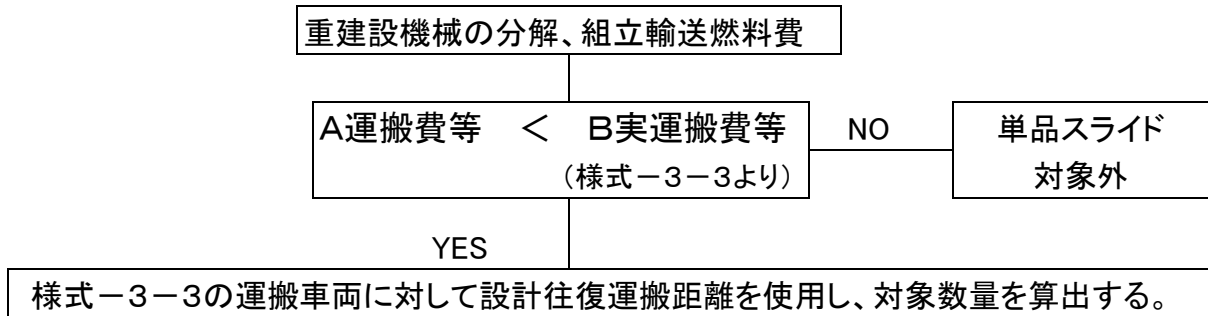 重建設機械の分解、組立輸送燃料費
A運搬費等 < B実運搬費等
NO
単品スライド
(様式-3-3より)
対象外
YES
様式-3-3の運搬車両に対して設計往復運搬距離を使用し、対象数量を算出する。